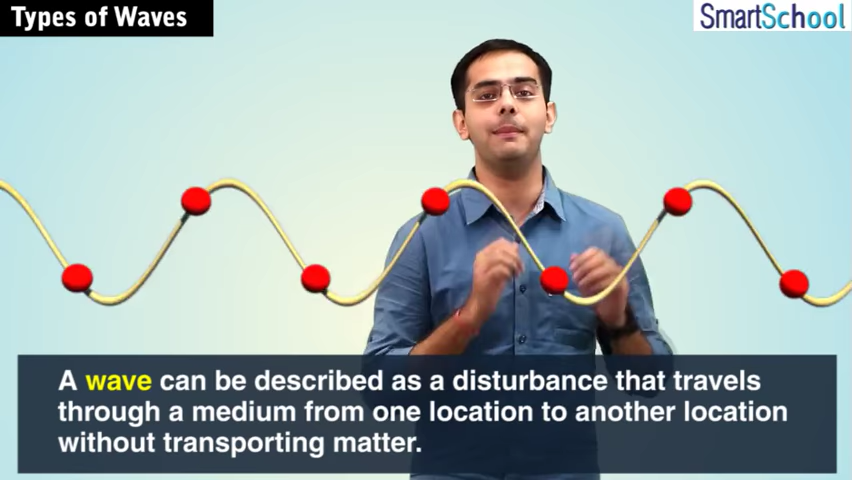 Types of Waves
SmartSchool
A wave can be described as a disturbance that travels
through a medium from one location to another location
without transporting matter.